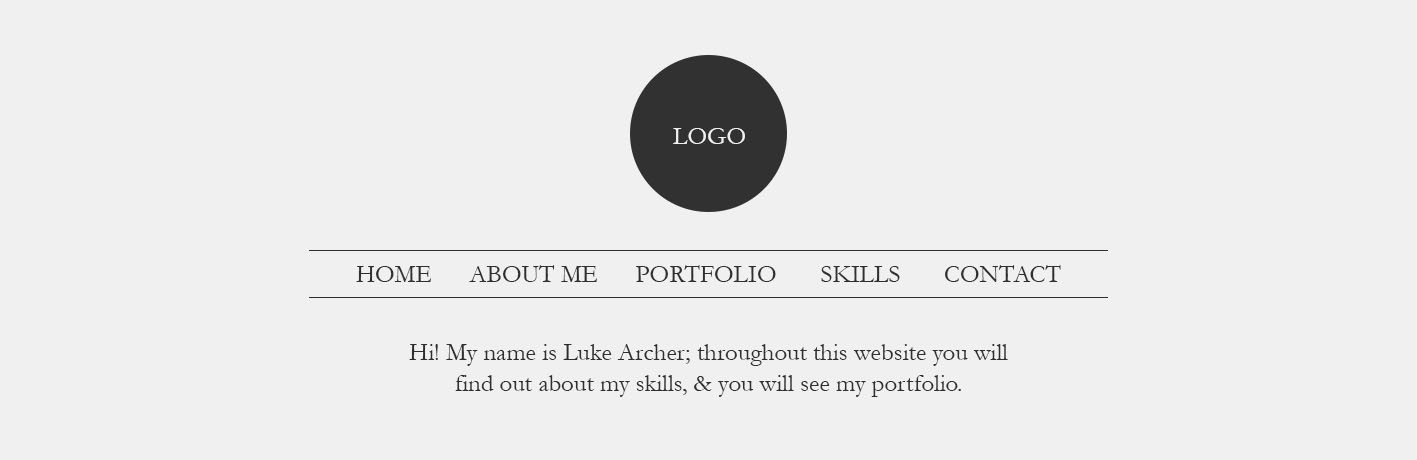 LOGO
HOME ABOUT ME PORTFOLIO SKILLS CONTACT
Hi! My name is Luke Archer; throughout this website you will
find out about my skills, & you will see my portfolio.